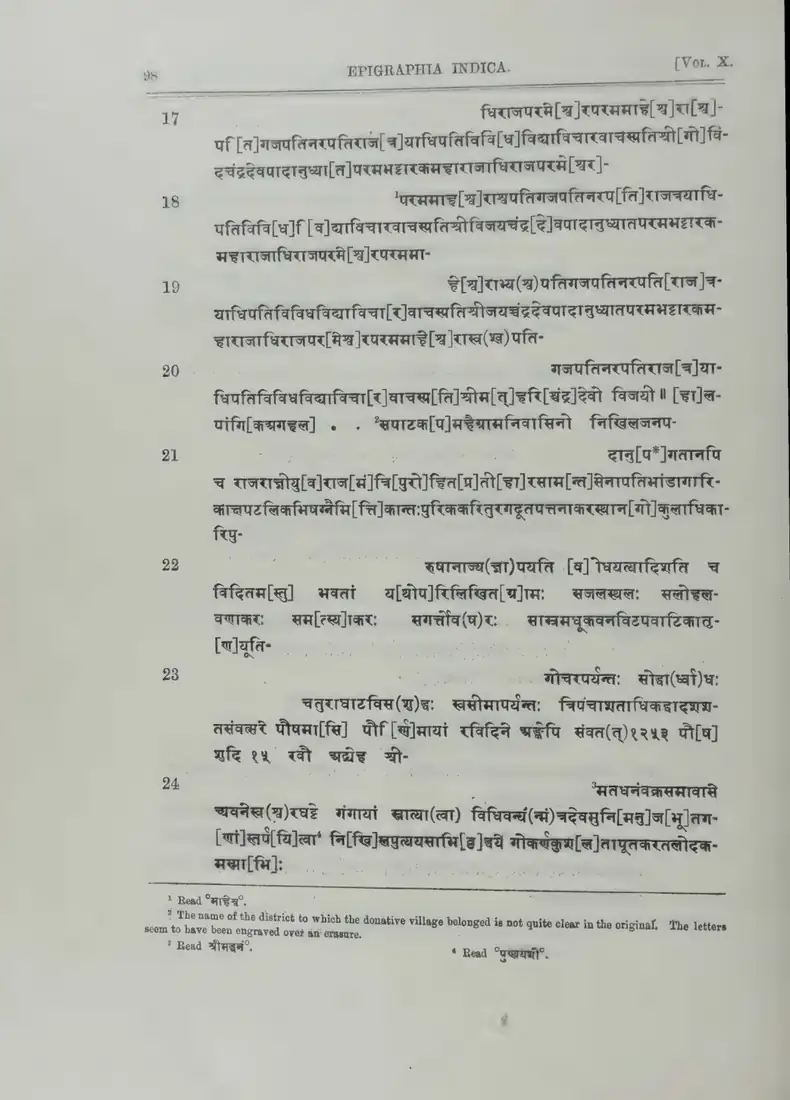 98
EPIGRAPHIA INDICA.
[VOL. X.
17 धिराजपरमे[श्व]रपरममाहे[श्व]रा[श्व]-
र्पा[त]गजपतिनरपतिराज[त्र]याधिपतिविवि[ध]विद्याविचारवाचस्पतिश्री[गो]विं-
दचंद्रदेवपादानुध्या[त]परमभट्टारकमहाराजाधिराजपरमे[श्वर]-
18 ¹परममाह[श्व]राश्वपतिगजपतिनरप[ति]राजत्रयाधि-
पतिविवि[ध]र्ि[व]द्याविचारवाचस्पतिश्रीविजयचंद्र[दे]वपादानुध्यातपरमभट्टारक-
महाराजाधिराजपरमे[श्व]रपरममा-
19 हे[श्व]राभ्य(श्व)पतिगजपतिनरपति[राज]त्र-
याधिपतिविविधविद्याविचा[र]वाचस्पतिश्रीजयच्चंद्रदेवपादानुध्यातपरमभट्टारकम-
हाराजाधिराजपर[मेश्व]रपरममाहे[श्व]राख(श्व)पति-
20 गजपतिनरपतिराज[त्र]या-
धिपतिविविधविद्याविचा[र]वाचस्प[ति]श्रीम[त्]हरि[श्चंद्र]देवो विजयी॥ [हा]ल-
पांगि[कद्यगहल] . . ²सपाटक[प]महैग्रामनिवासिनो निखिलजनप-
21 दानु[प*]गतानपि
च राजराज्ञीयु[व]राज[मं]त्रि[पुरो]हित[प्र]ती[हा]रसाम[न्त]सेनापतिभांडागारि-
काक्षपटलिकभिषग्नैमि[त्ति]कान्तःपुरिककरितुरगदूतपत्तनाकरस्थान[गो]कुलाधिका-
रिपु-
22 रुषानाज्य(ज्ञा)पयति [ब]ोधयत्यादिशति च
विदितम[स्तु] भवतां य[थोप]रिलिखित[ग्र]ामः सजलस्थलः सलोहल-
वणाकरः सम[त्स्य]ाकरः सगर्त्तोव(ष)रः साम्रमधूकवनविटपवाटिकातृ-
[ण]यूति-
23 गोचरपर्यन्तः सोद्धा(र्ध्वा)धः
चतुराघाटविस(शु)द्धः स्वसीमापर्यन्तः त्रिपंचाशताधिकद्वादशश-
तसंवत्सरे पौषमा[सि] पौर्ि[र्ण]मायां रविदिने अङ्केपि संवत(त्)१२५३ पौ[ष]
शुदि १५ रवौ अद्येह श्री-
24 ³मतधनंवक्रसमावासे
च्यवनेस्ख(श्व)रघट्टे गंगायां स्नात्या(त्वा) विधिवन्थं(न्मं)त्रदेवमुनि[मनु]ज[भू]तग-
[णां]स्तर्प[यि]त्वा⁴ नि[खि]लपुत्ययसाभि[वृ]द्धये गोकर्णकुश[ल]तापूतकरतलोदक-
मस्मा[भि]ः
¹ Read °माहेश्व°.
² The name of the district to which the donative village belonged is not quite clear in the original. The letters
seem to have been engraved over an erasure.
³ Read श्रीमद्धनं°.
⁴ Read °पुण्ययशो°.